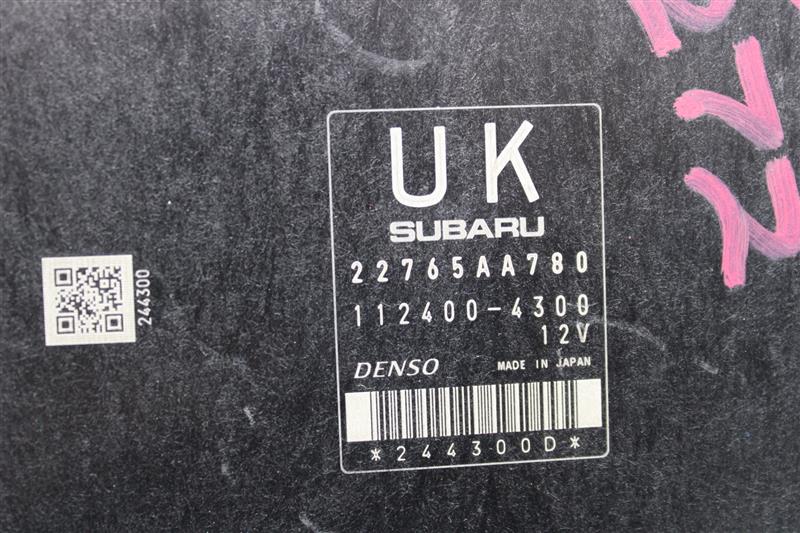 UK
SUBARU
22765AA780
112400-4300
12V
DENSO MADE IN JAPAN
*244300D*
244300